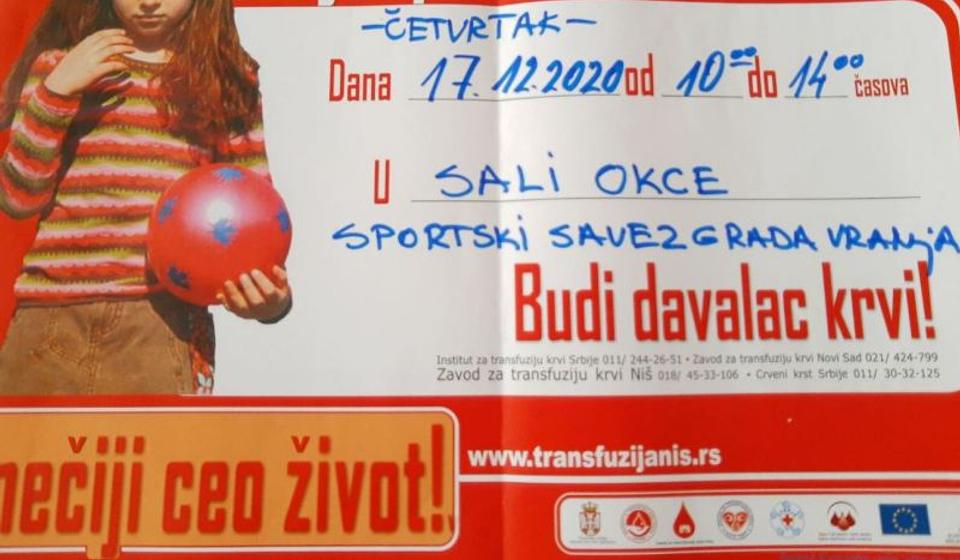 -ČETVRTAK-
Dana 17.12.2020 od 10⁰⁰ do 14⁰⁰ časova
U SALI OKCE
SPORTSKI SAVEZ GRADA VRANJA
Budi davalac krvi!
Institut za transfuziju krvi Srbije 011/ 244-26-51 • Zavod za transfuziju krvi Novi Sad 021/ 424-799
Zavod za transfuziju krvi Niš 018/ 45-33-106 • Crveni krst Srbije 011/ 30-32-125
nečiji ceo život!
www.transfuzijanis.rs